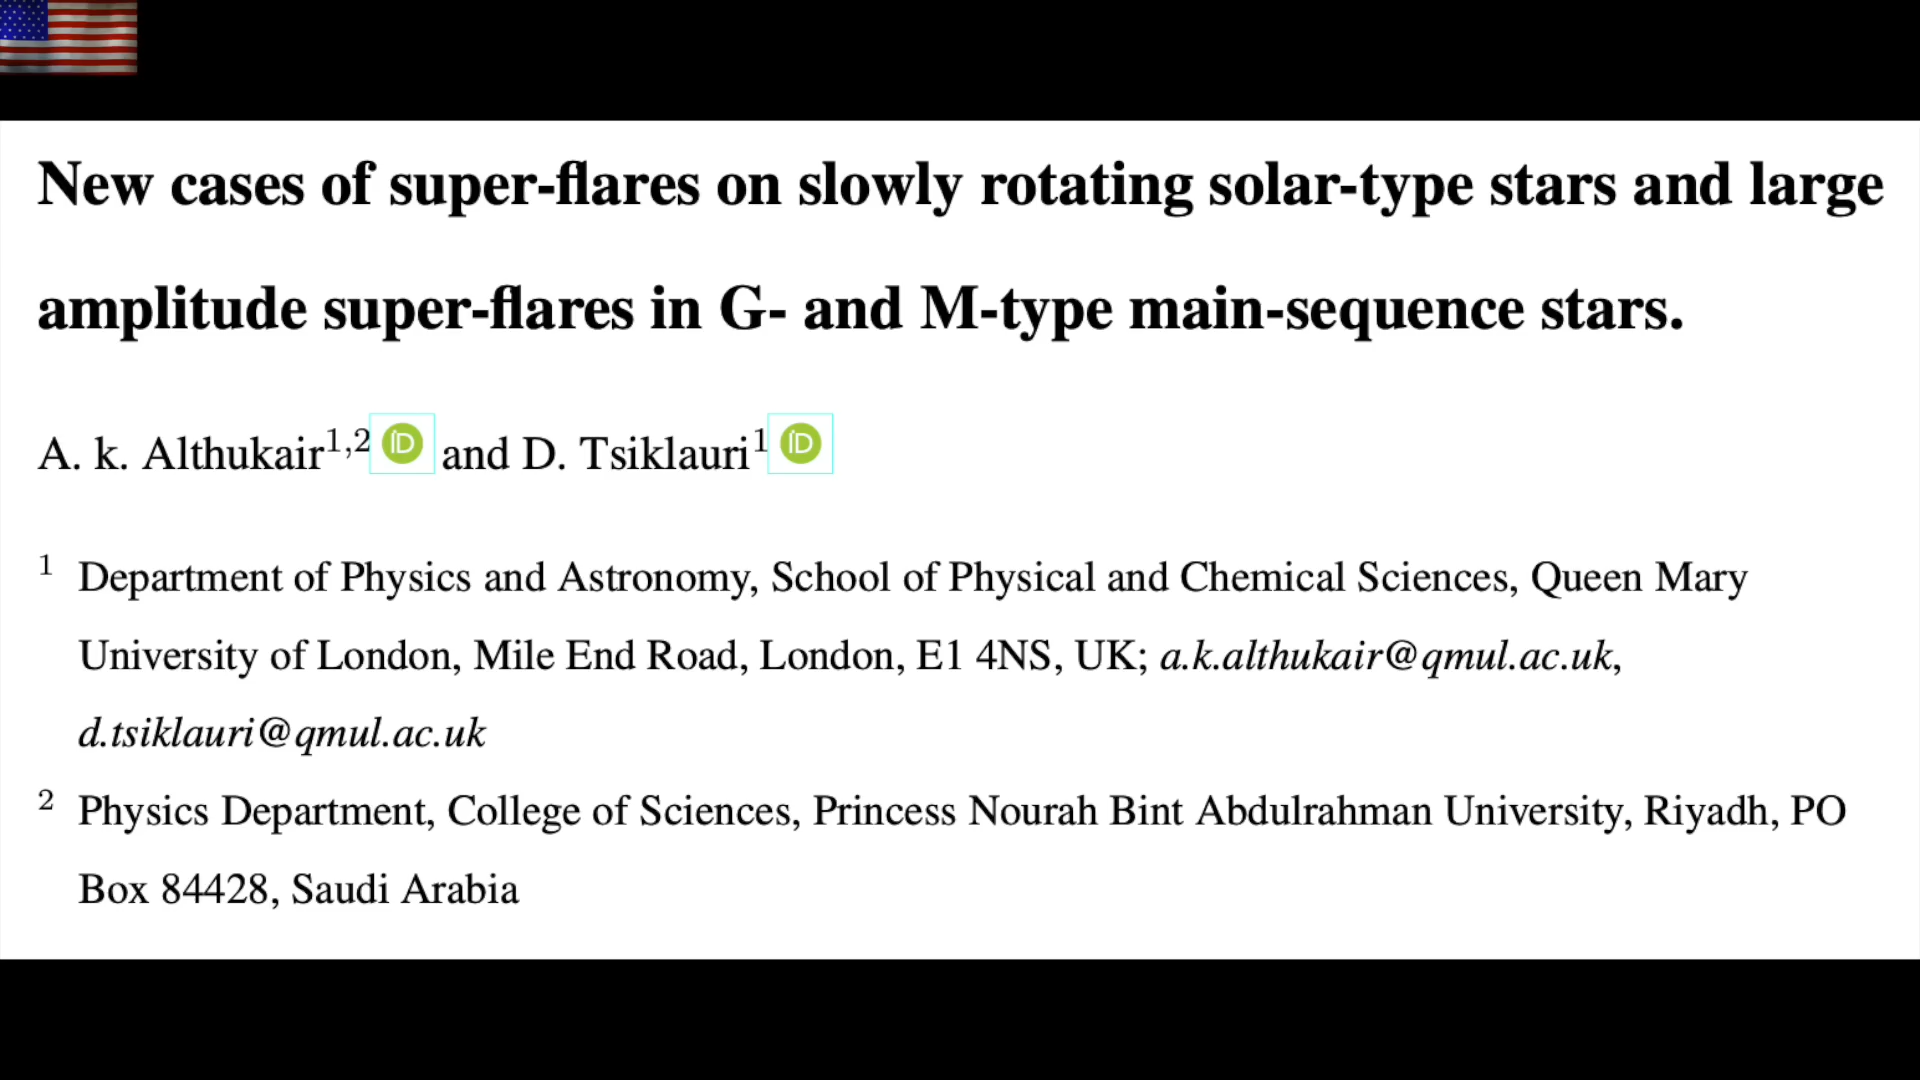 New cases of super-flares on slowly rotating solar-type stars and large
amplitude super-flares in G- and M-type main-sequence stars.
A. k. Althukair1,2 iD and D. Tsiklauri1 iD
1 Department of Physics and Astronomy, School of Physical and Chemical Sciences, Queen Mary
University of London, Mile End Road, London, E1 4NS, UK; a.k.althukair@qmul.ac.uk,
d.tsiklauri@qmul.ac.uk
2 Physics Department, College of Sciences, Princess Nourah Bint Abdulrahman University, Riyadh, PO
Box 84428, Saudi Arabia